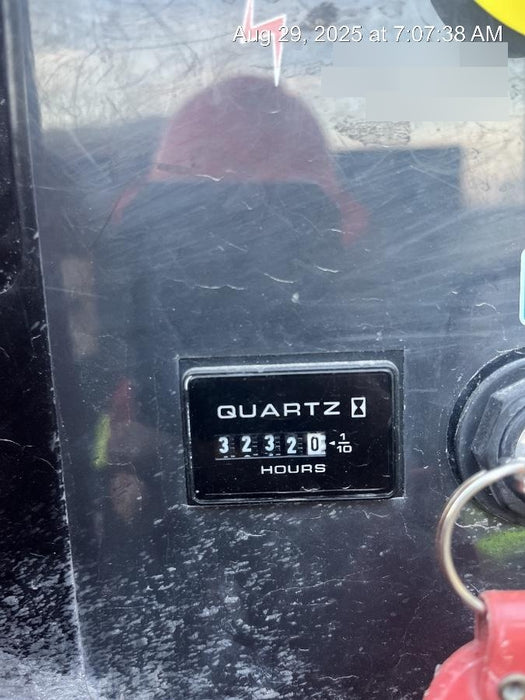 Aug 29, 2025 at 7:07:38 AM
QUARTZ
3 2 3 2 0 1/10
HOURS